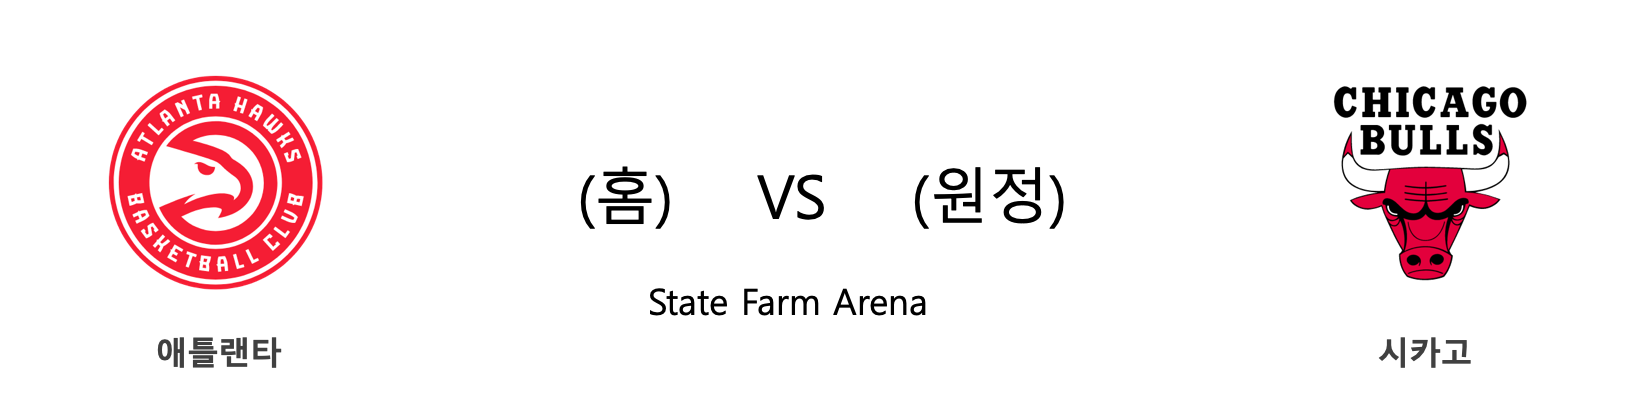 ATLANTA HAWKS
BASKETBALL CLUB
애틀랜타
(홈) VS (원정)
State Farm Arena
CHICAGO
BULLS
시카고